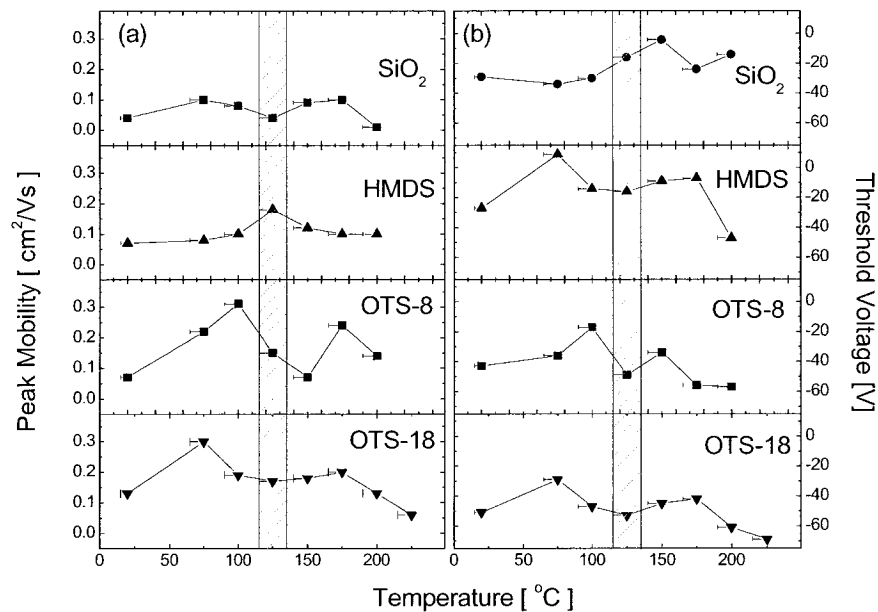 (a)
(b)
SiO2
SiO2
0.3
0.2
0.1
0.0
0
-20
-40
-60
HMDS
HMDS
0.3
0.2
0.1
0.0
0
-20
-40
-60
OTS-8
OTS-8
0.3
0.2
0.1
0.0
0
-20
-40
-60
OTS-18
OTS-18
0.3
0.2
0.1
0.0
0
-20
-40
-60
0 50 100 150 200
0 50 100 150 200
Peak Mobility [ cm²/Vs ]
Threshold Voltage [V]
Temperature [ °C ]